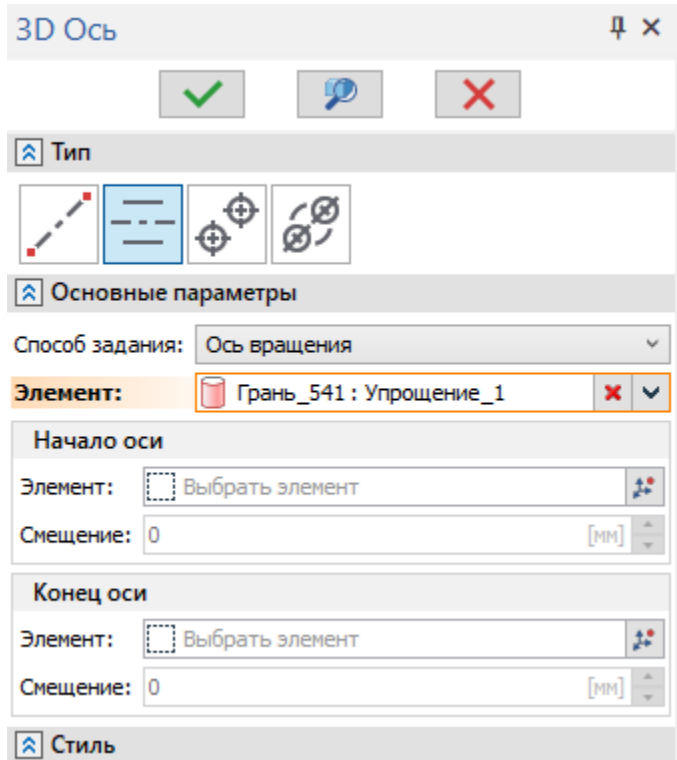 3D Ось
Тип
Основные параметры
Способ задания: Ось вращения
Элемент: Грань_541 : Упрощение_1
Начало оси
Элемент: Выбрать элемент
Смещение: 0 [мм]
Конец оси
Элемент: Выбрать элемент
Смещение: 0 [мм]
Стиль